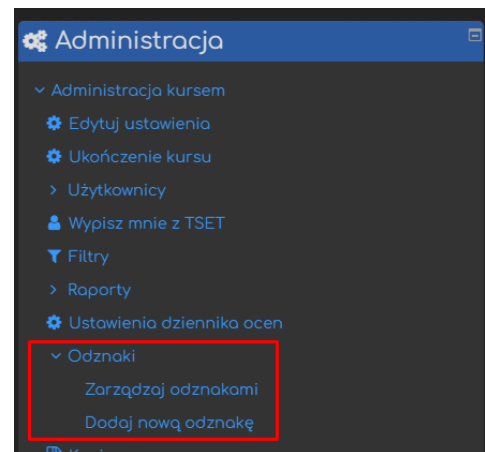 Administracja
Administracja kursem
Edytuj ustawienia
Ukończenie kursu
Użytkownicy
Wypisz mnie z TSET
Filtry
Raporty
Ustawienia dziennika ocen
Odznaki
Zarządzaj odznakami
Dodaj nową odznakę